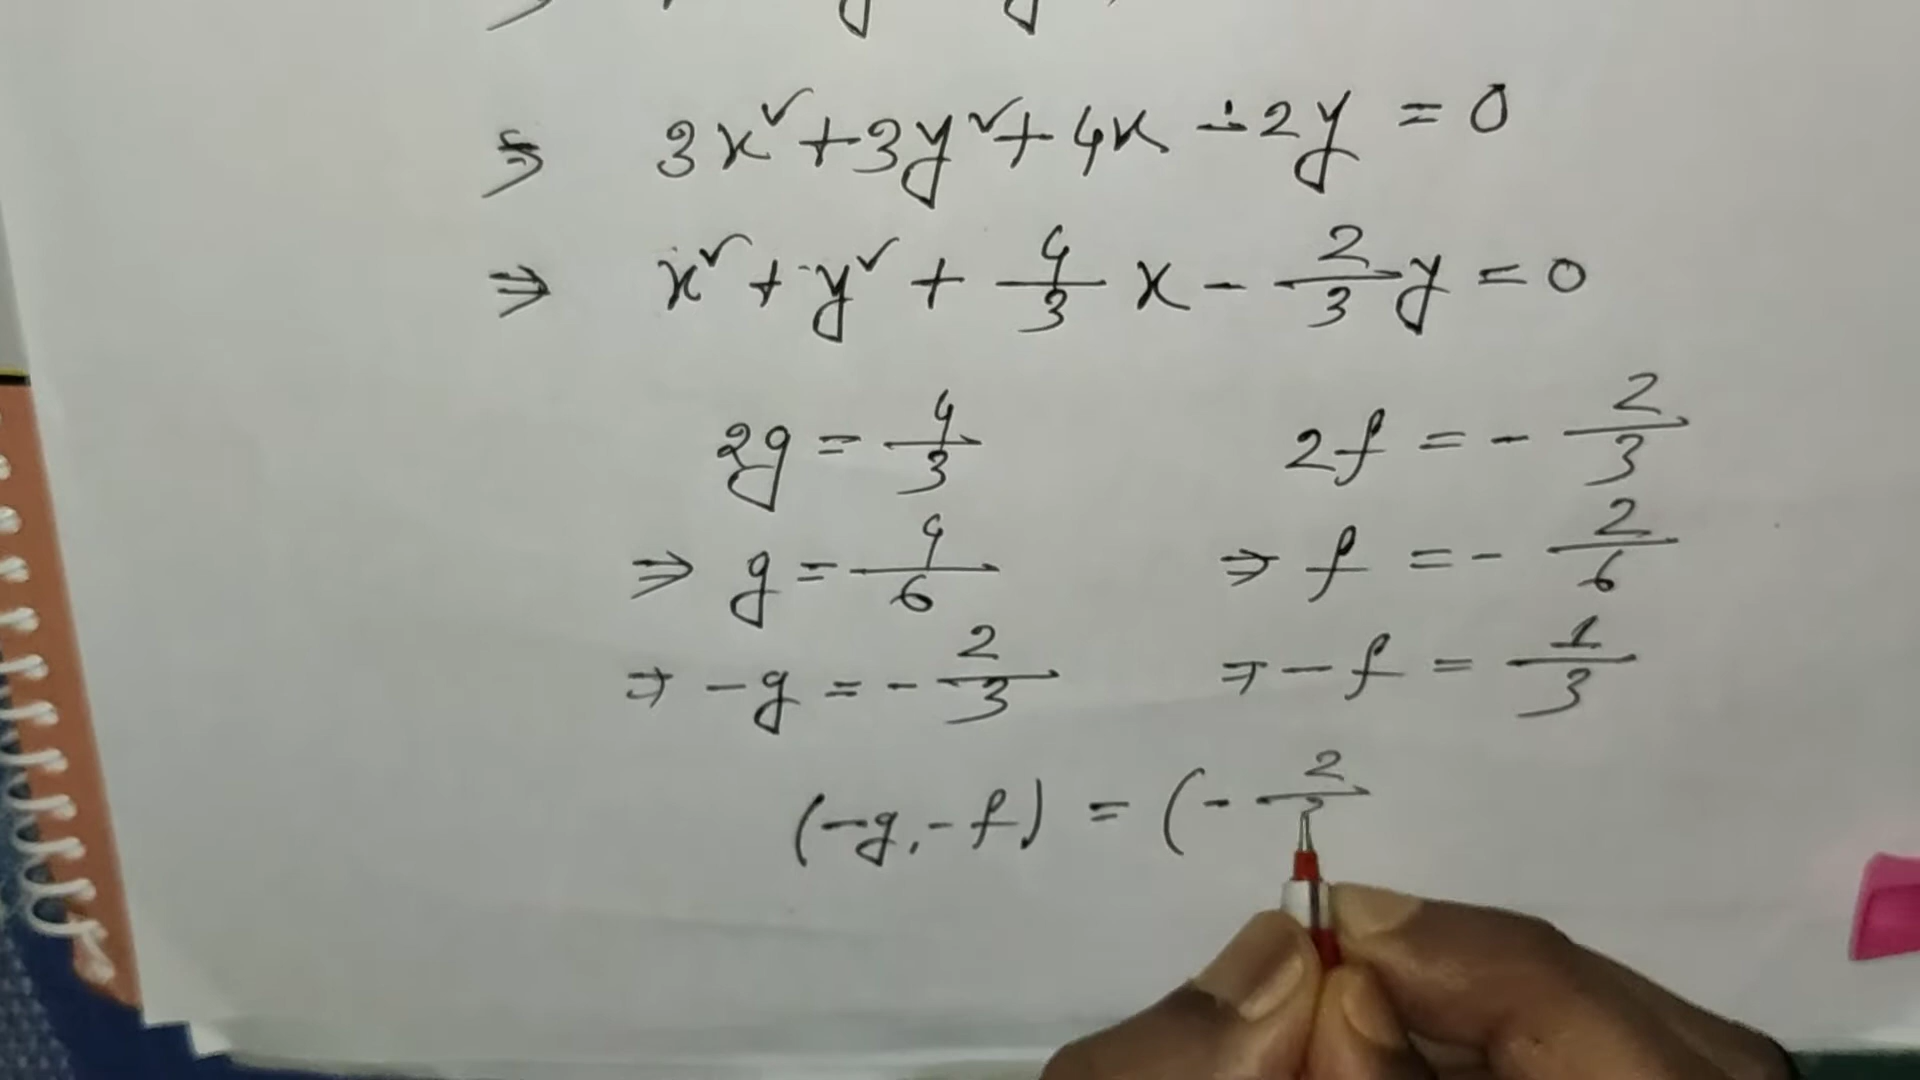 ⇒ 3x² + 3y² + 4x - 2y = 0
⇒ x² + y² + 4/3 x - 2/3 y = 0
2g = 4/3    2f = - 2/3
⇒ g = 4/6    ⇒ f = - 2/6
⇒ -g = - 2/3    ⇒ -f = 1/3
(-g, -f) = (- 2/